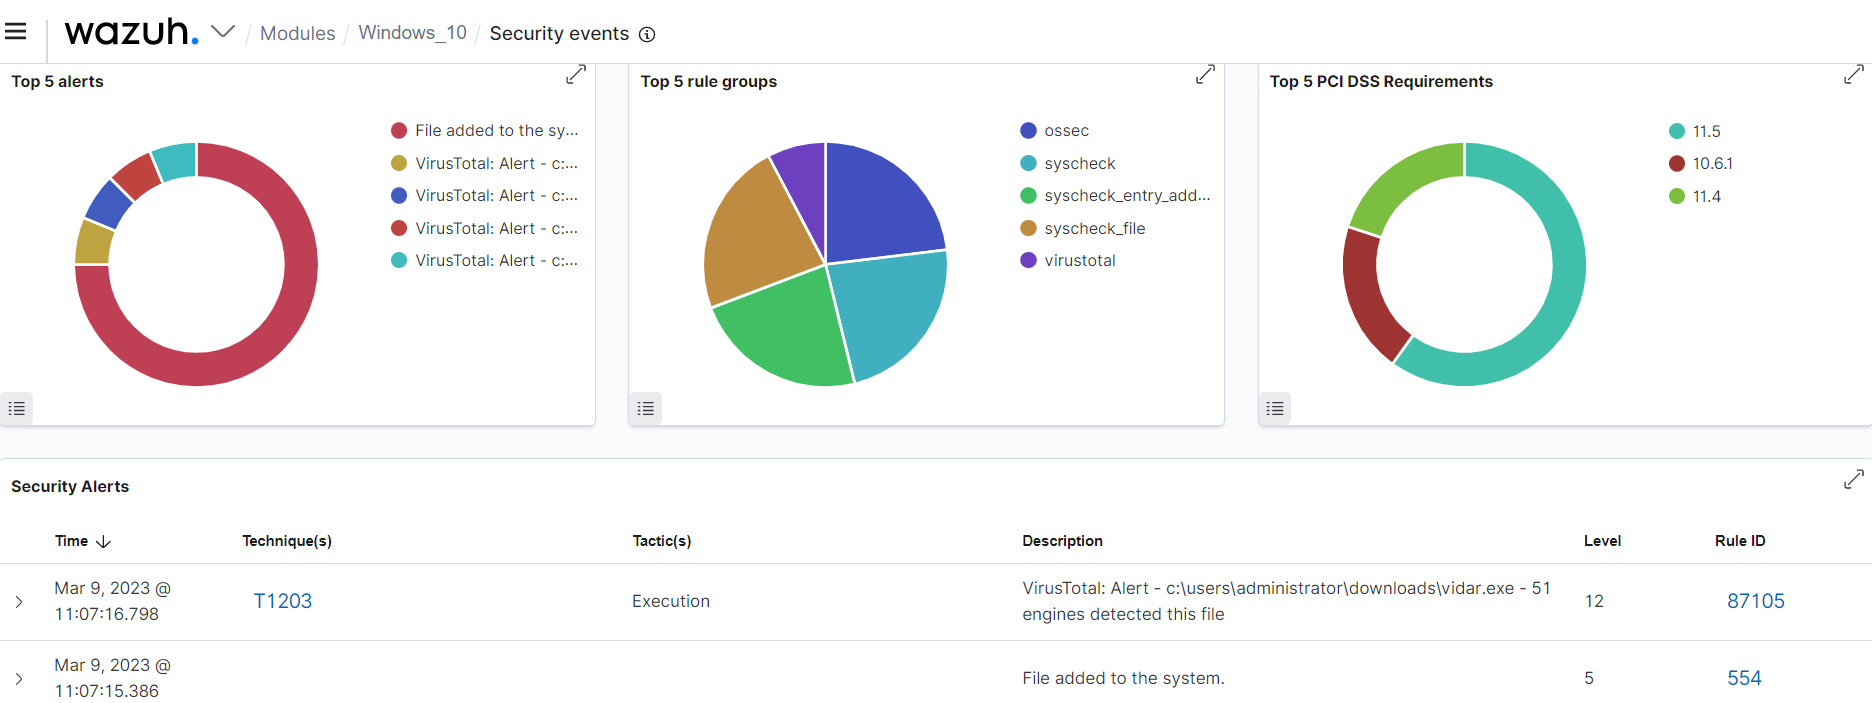 wazuh. / Modules / Windows_10 / Security events
Top 5 alerts
File added to the sy...
VirusTotal: Alert - c:...
VirusTotal: Alert - c:...
VirusTotal: Alert - c:...
VirusTotal: Alert - c:...
Top 5 rule groups
ossec
syscheck
syscheck_entry_add...
syscheck_file
virustotal
Top 5 PCI DSS Requirements
11.5
10.6.1
11.4
Security Alerts
Time Technique(s) Tactic(s) Description Level Rule ID
Mar 9, 2023 @
11:07:16.798
T1203
Execution
VirusTotal: Alert - c:\users\administrator\downloads\vidar.exe - 51
engines detected this file
12
87105
Mar 9, 2023 @
11:07:15.386
File added to the system.
5
554